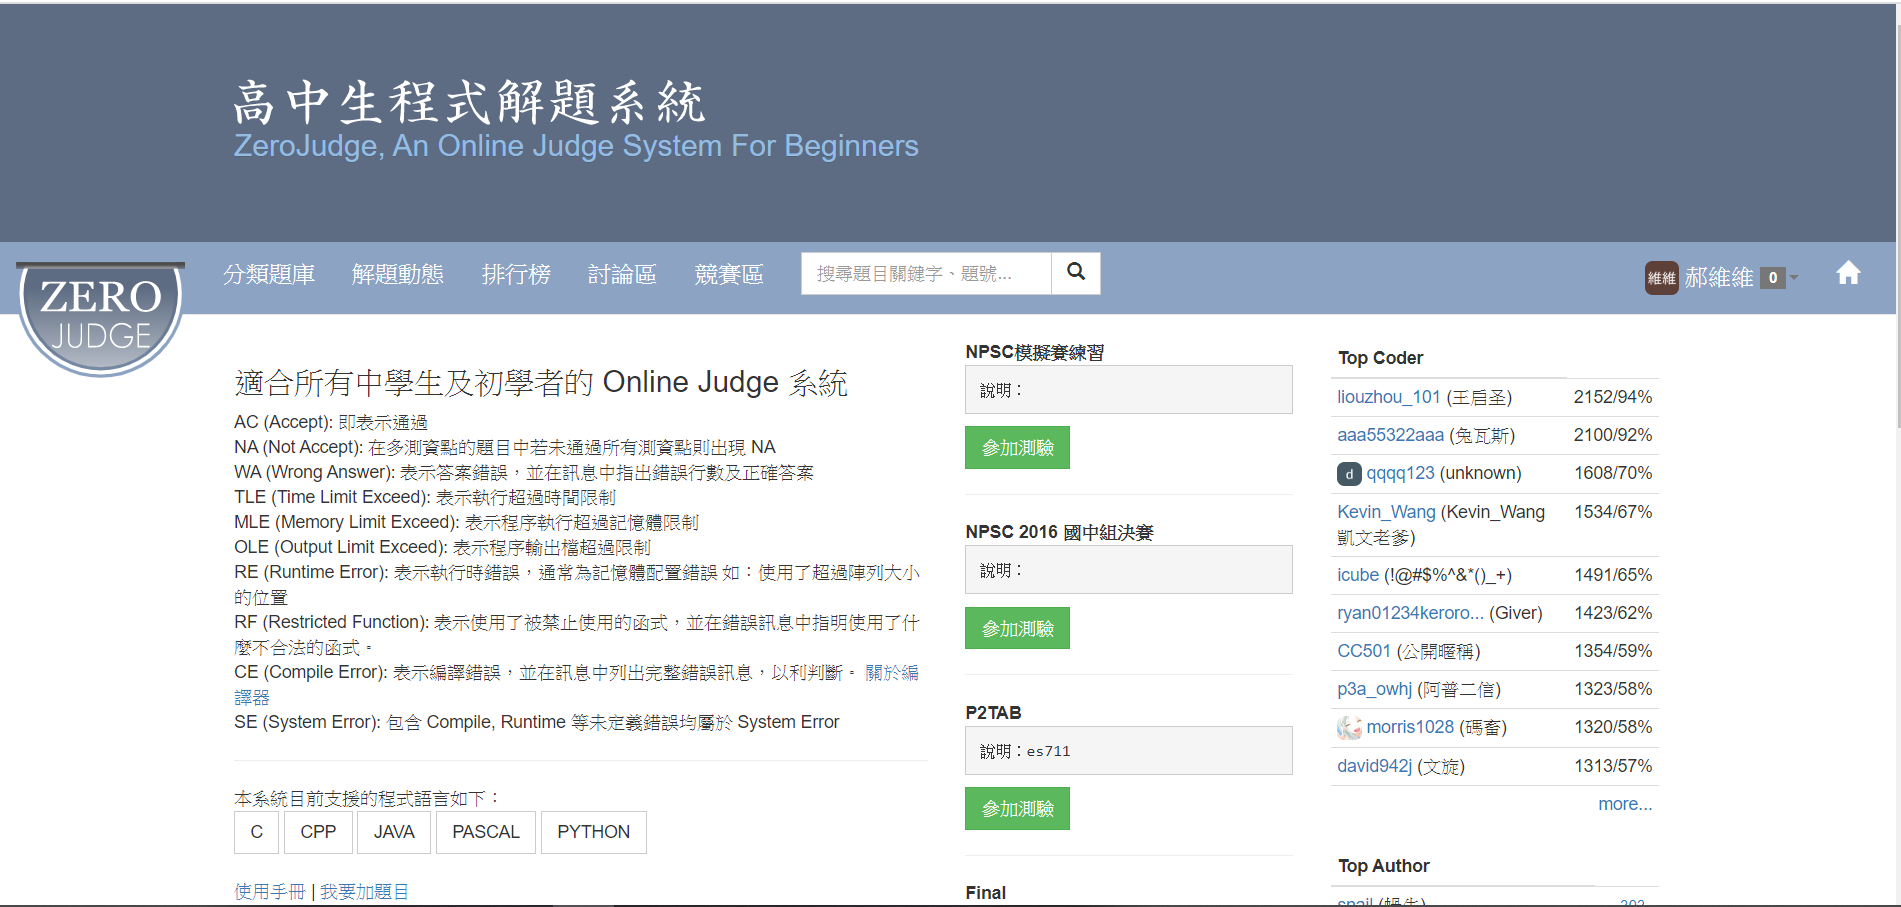 高中生程式解題系統
ZeroJudge, An Online Judge System For Beginners
ZERO
JUDGE
分類題庫 解題動態 排行榜 討論區 競賽區 搜尋題目關鍵字、題號... 維維 郝維維 0
適合所有中學生及初學者的 Online Judge 系統
AC (Accept): 即表示通過
NA (Not Accept): 在多測資點的題目中若未通過所有測資點則出現 NA
WA (Wrong Answer): 表示答案錯誤，並在訊息中指出錯誤行數及正確答案
TLE (Time Limit Exceed): 表示執行超過時間限制
MLE (Memory Limit Exceed): 表示程序執行超過記憶體限制
OLE (Output Limit Exceed): 表示程序輸出檔超過限制
RE (Runtime Error): 表示執行時錯誤，通常為記憶體配置錯誤 如：使用了超過陣列大小
的位置
RF (Restricted Function): 表示使用了被禁止使用的函式，並在錯誤訊息中指明使用了什
麼不合法的函式。
CE (Compile Error): 表示編譯錯誤，並在訊息中列出完整錯誤訊息，以利判斷。 關於編
譯器
SE (System Error): 包含 Compile, Runtime 等未定義錯誤均屬於 System Error
本系統目前支援的程式語言如下：
C CPP JAVA PASCAL PYTHON
使用手冊 | 我要加題目
NPSC模擬賽練習
說明：
參加測驗
NPSC 2016 國中組決賽
說明：
參加測驗
P2TAB
說明：es711
參加測驗
Final
Top Coder
liouzhou_101 (王启圣) 2152/94%
aaa55322aaa (兔瓦斯) 2100/92%
d qqqq123 (unknown) 1608/70%
Kevin_Wang (Kevin_Wang 1534/67%
凱文老爹)
icube (!@#$%^&*()_+) 1491/65%
ryan01234keroro... (Giver) 1423/62%
CC501 (公開暱稱) 1354/59%
p3a_owhj (阿普二信) 1323/58%
morris1028 (碼畜) 1320/58%
david942j (文旋) 1313/57%
more...
Top Author
snail (蝸牛) 202